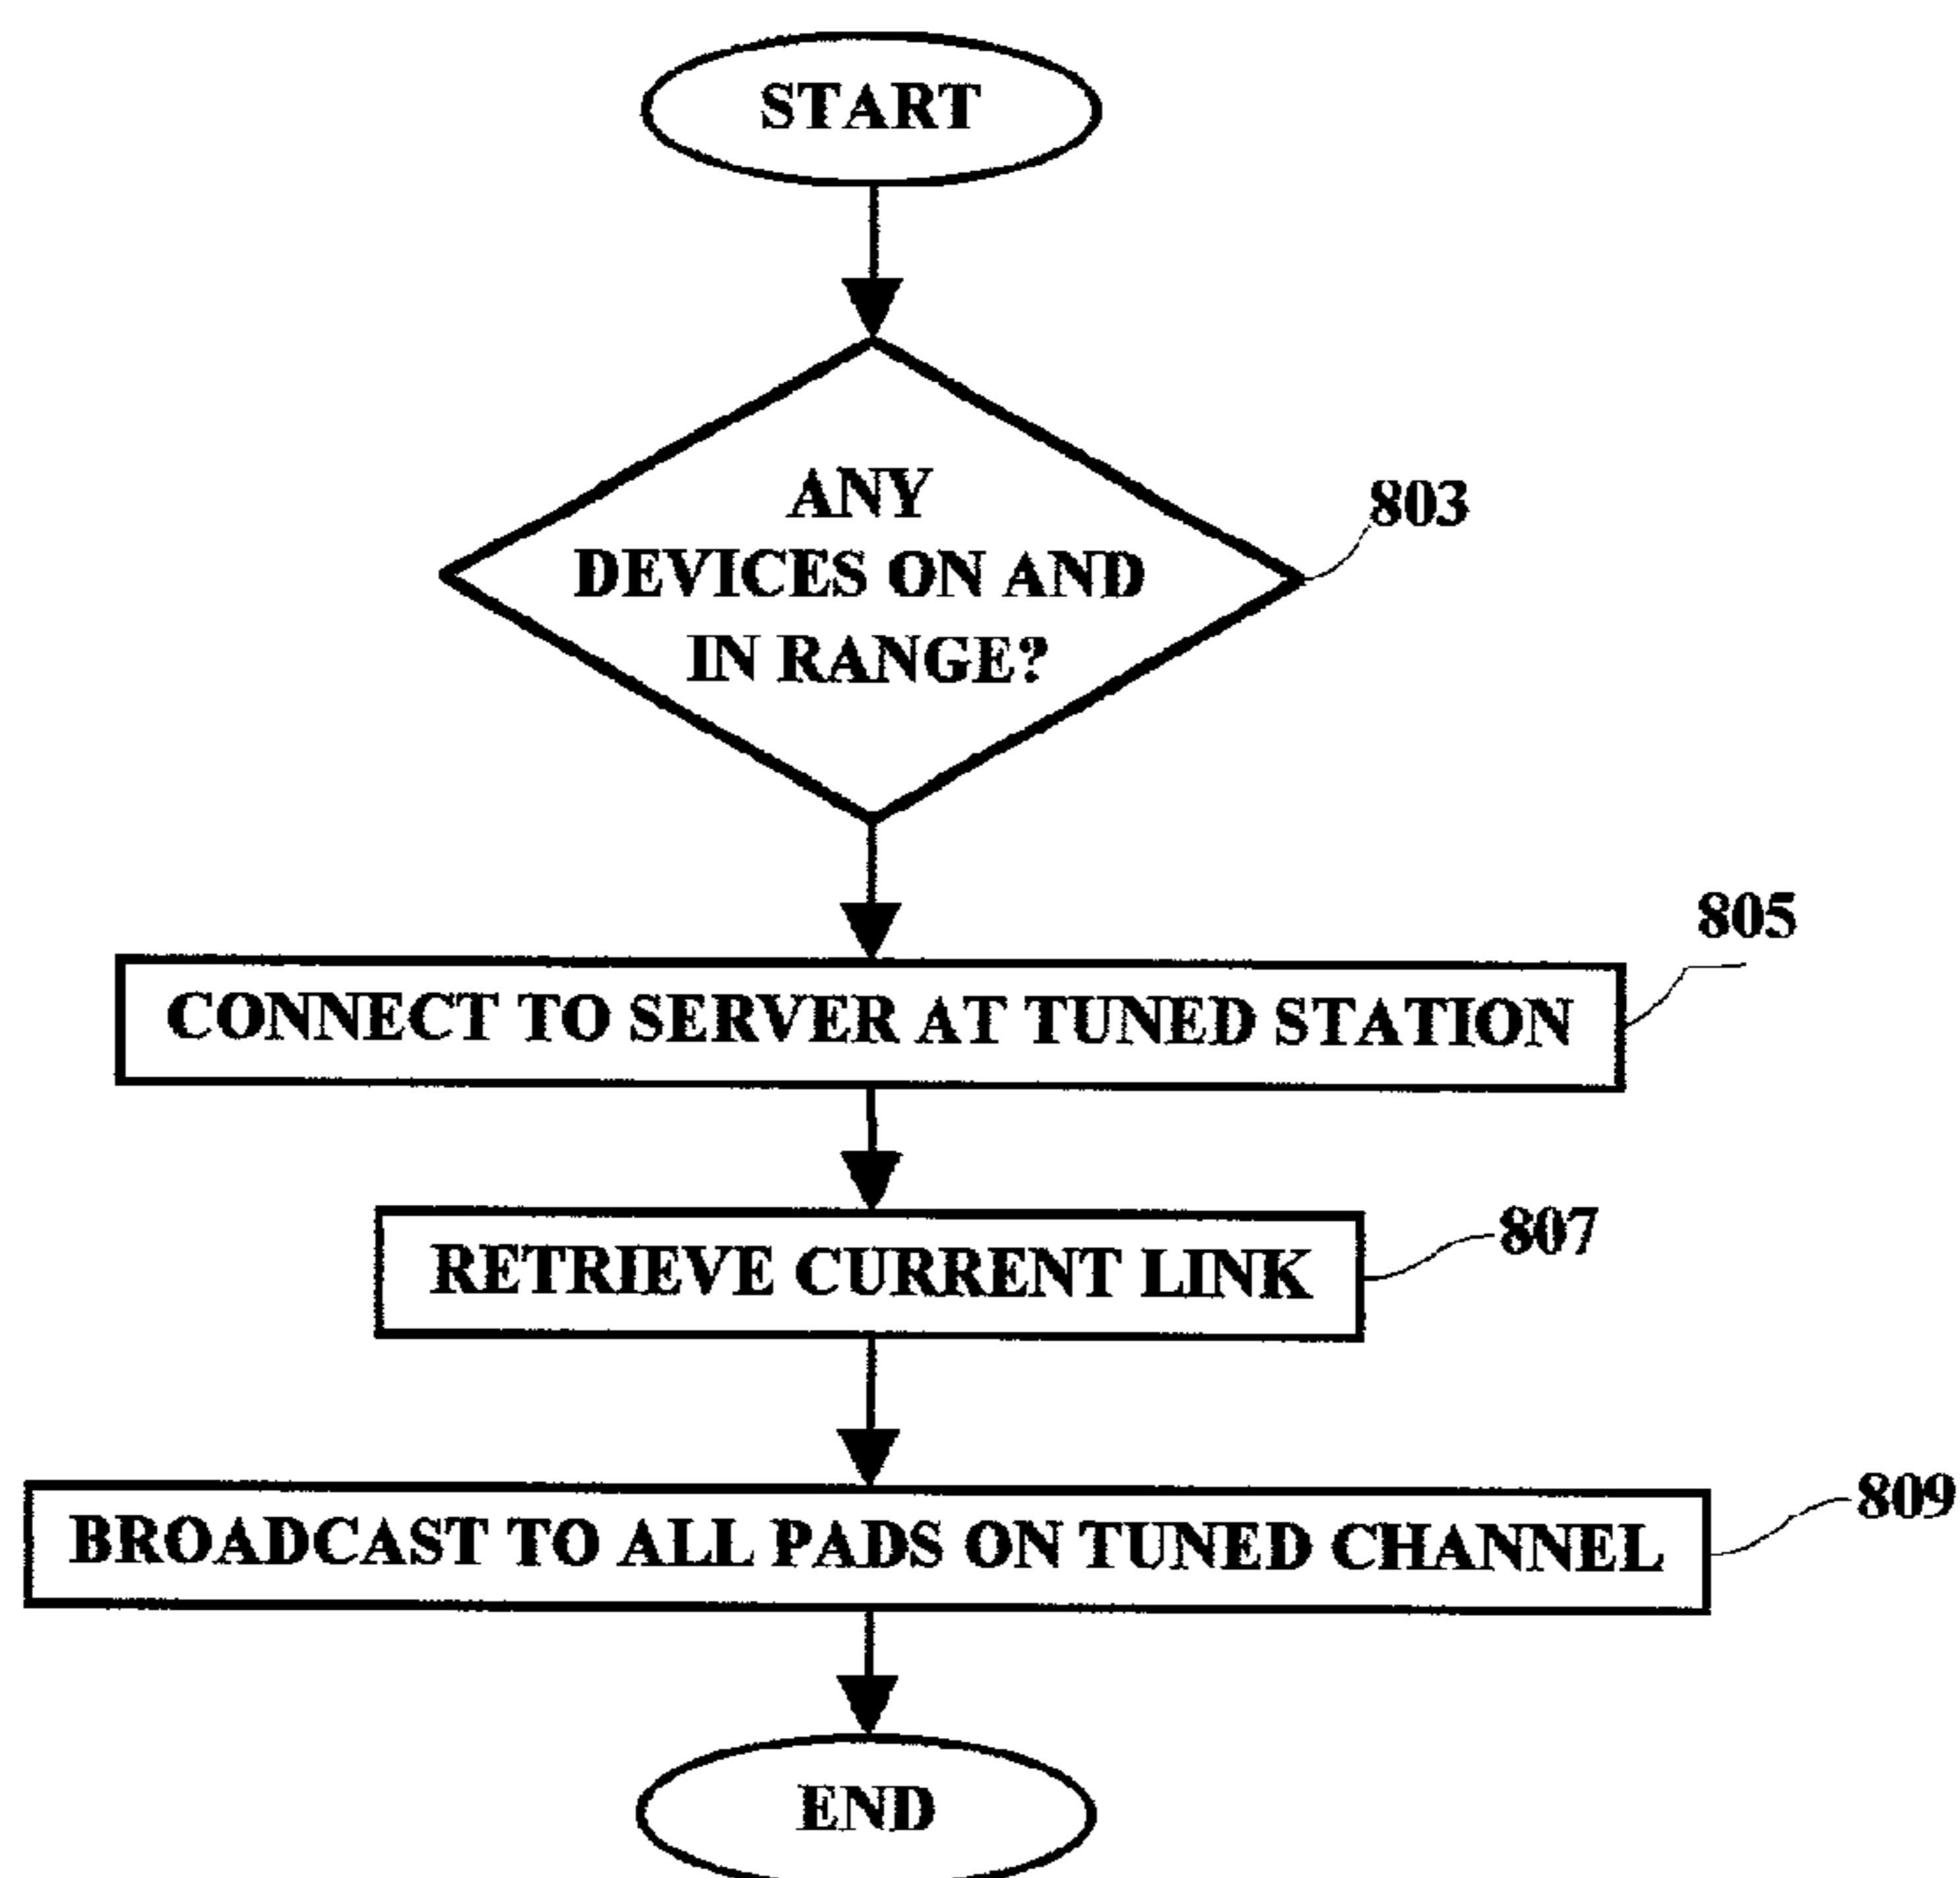 START
ANY
DEVICES ON AND
IN RANGE?
803
805
CONNECT TO SERVER AT TUNED STATION
807
RETRIEVE CURRENT LINK
809
BROADCAST TO ALL PADS ON TUNED CHANNEL
END